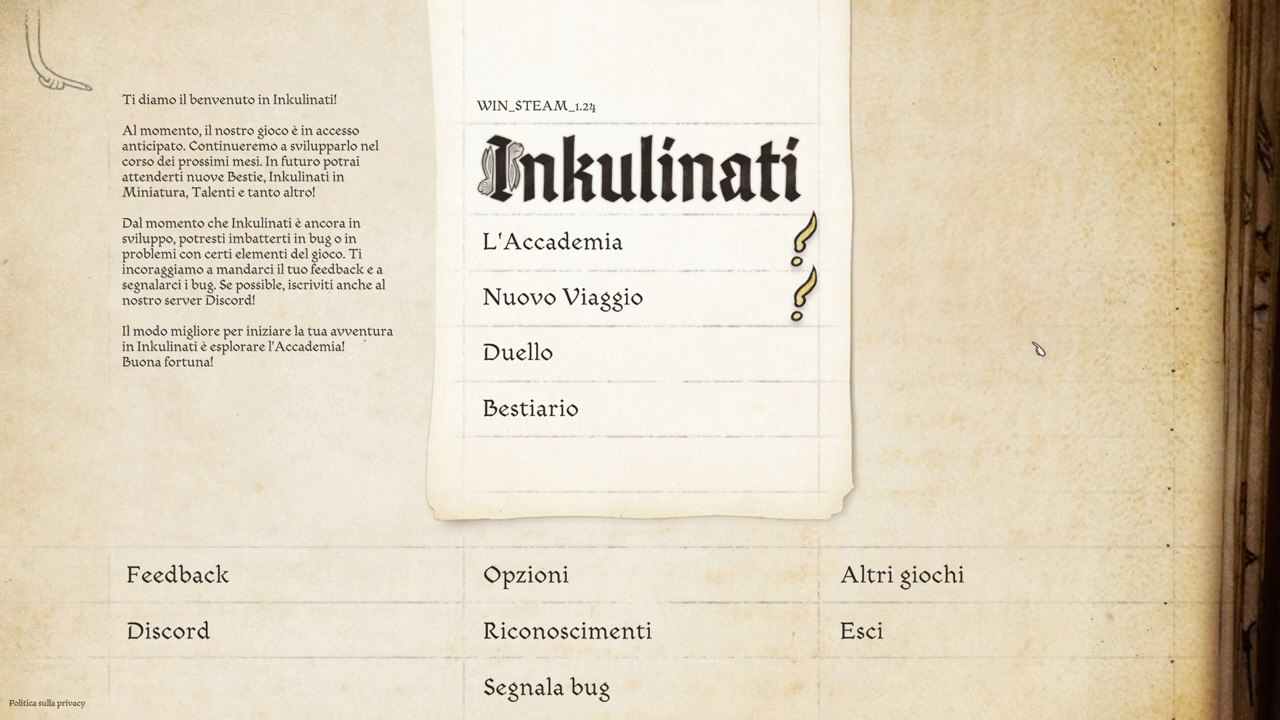 Ti diamo il benvenuto in Inkulinati!
Al momento, il nostro gioco è in accesso
anticipato. Continueremo a svilupparlo nel
corso dei prossimi mesi. In futuro potrai
attenderti nuove Bestie, Inkulinati in
Miniatura, Talenti e tanto altro!
Dal momento che Inkulinati è ancora in
sviluppo, potresti imbatterti in bug o in
problemi con certi elementi del gioco. Ti
incoraggiamo a mandarci il tuo feedback e a
segnalarci i bug. Se possible, iscriviti anche al
nostro server Discord!
Il modo migliore per iniziare la tua avventura
in Inkulinati è esplorare l'Accademia!
Buona fortuna!
WIN_STEAM_1.24
Inkulinati
L'Accademia
Nuovo Viaggio
Duello
Bestiario
Feedback
Opzioni
Altri giochi
Discord
Riconoscimenti
Esci
Segnala bug
Politica sulla privacy